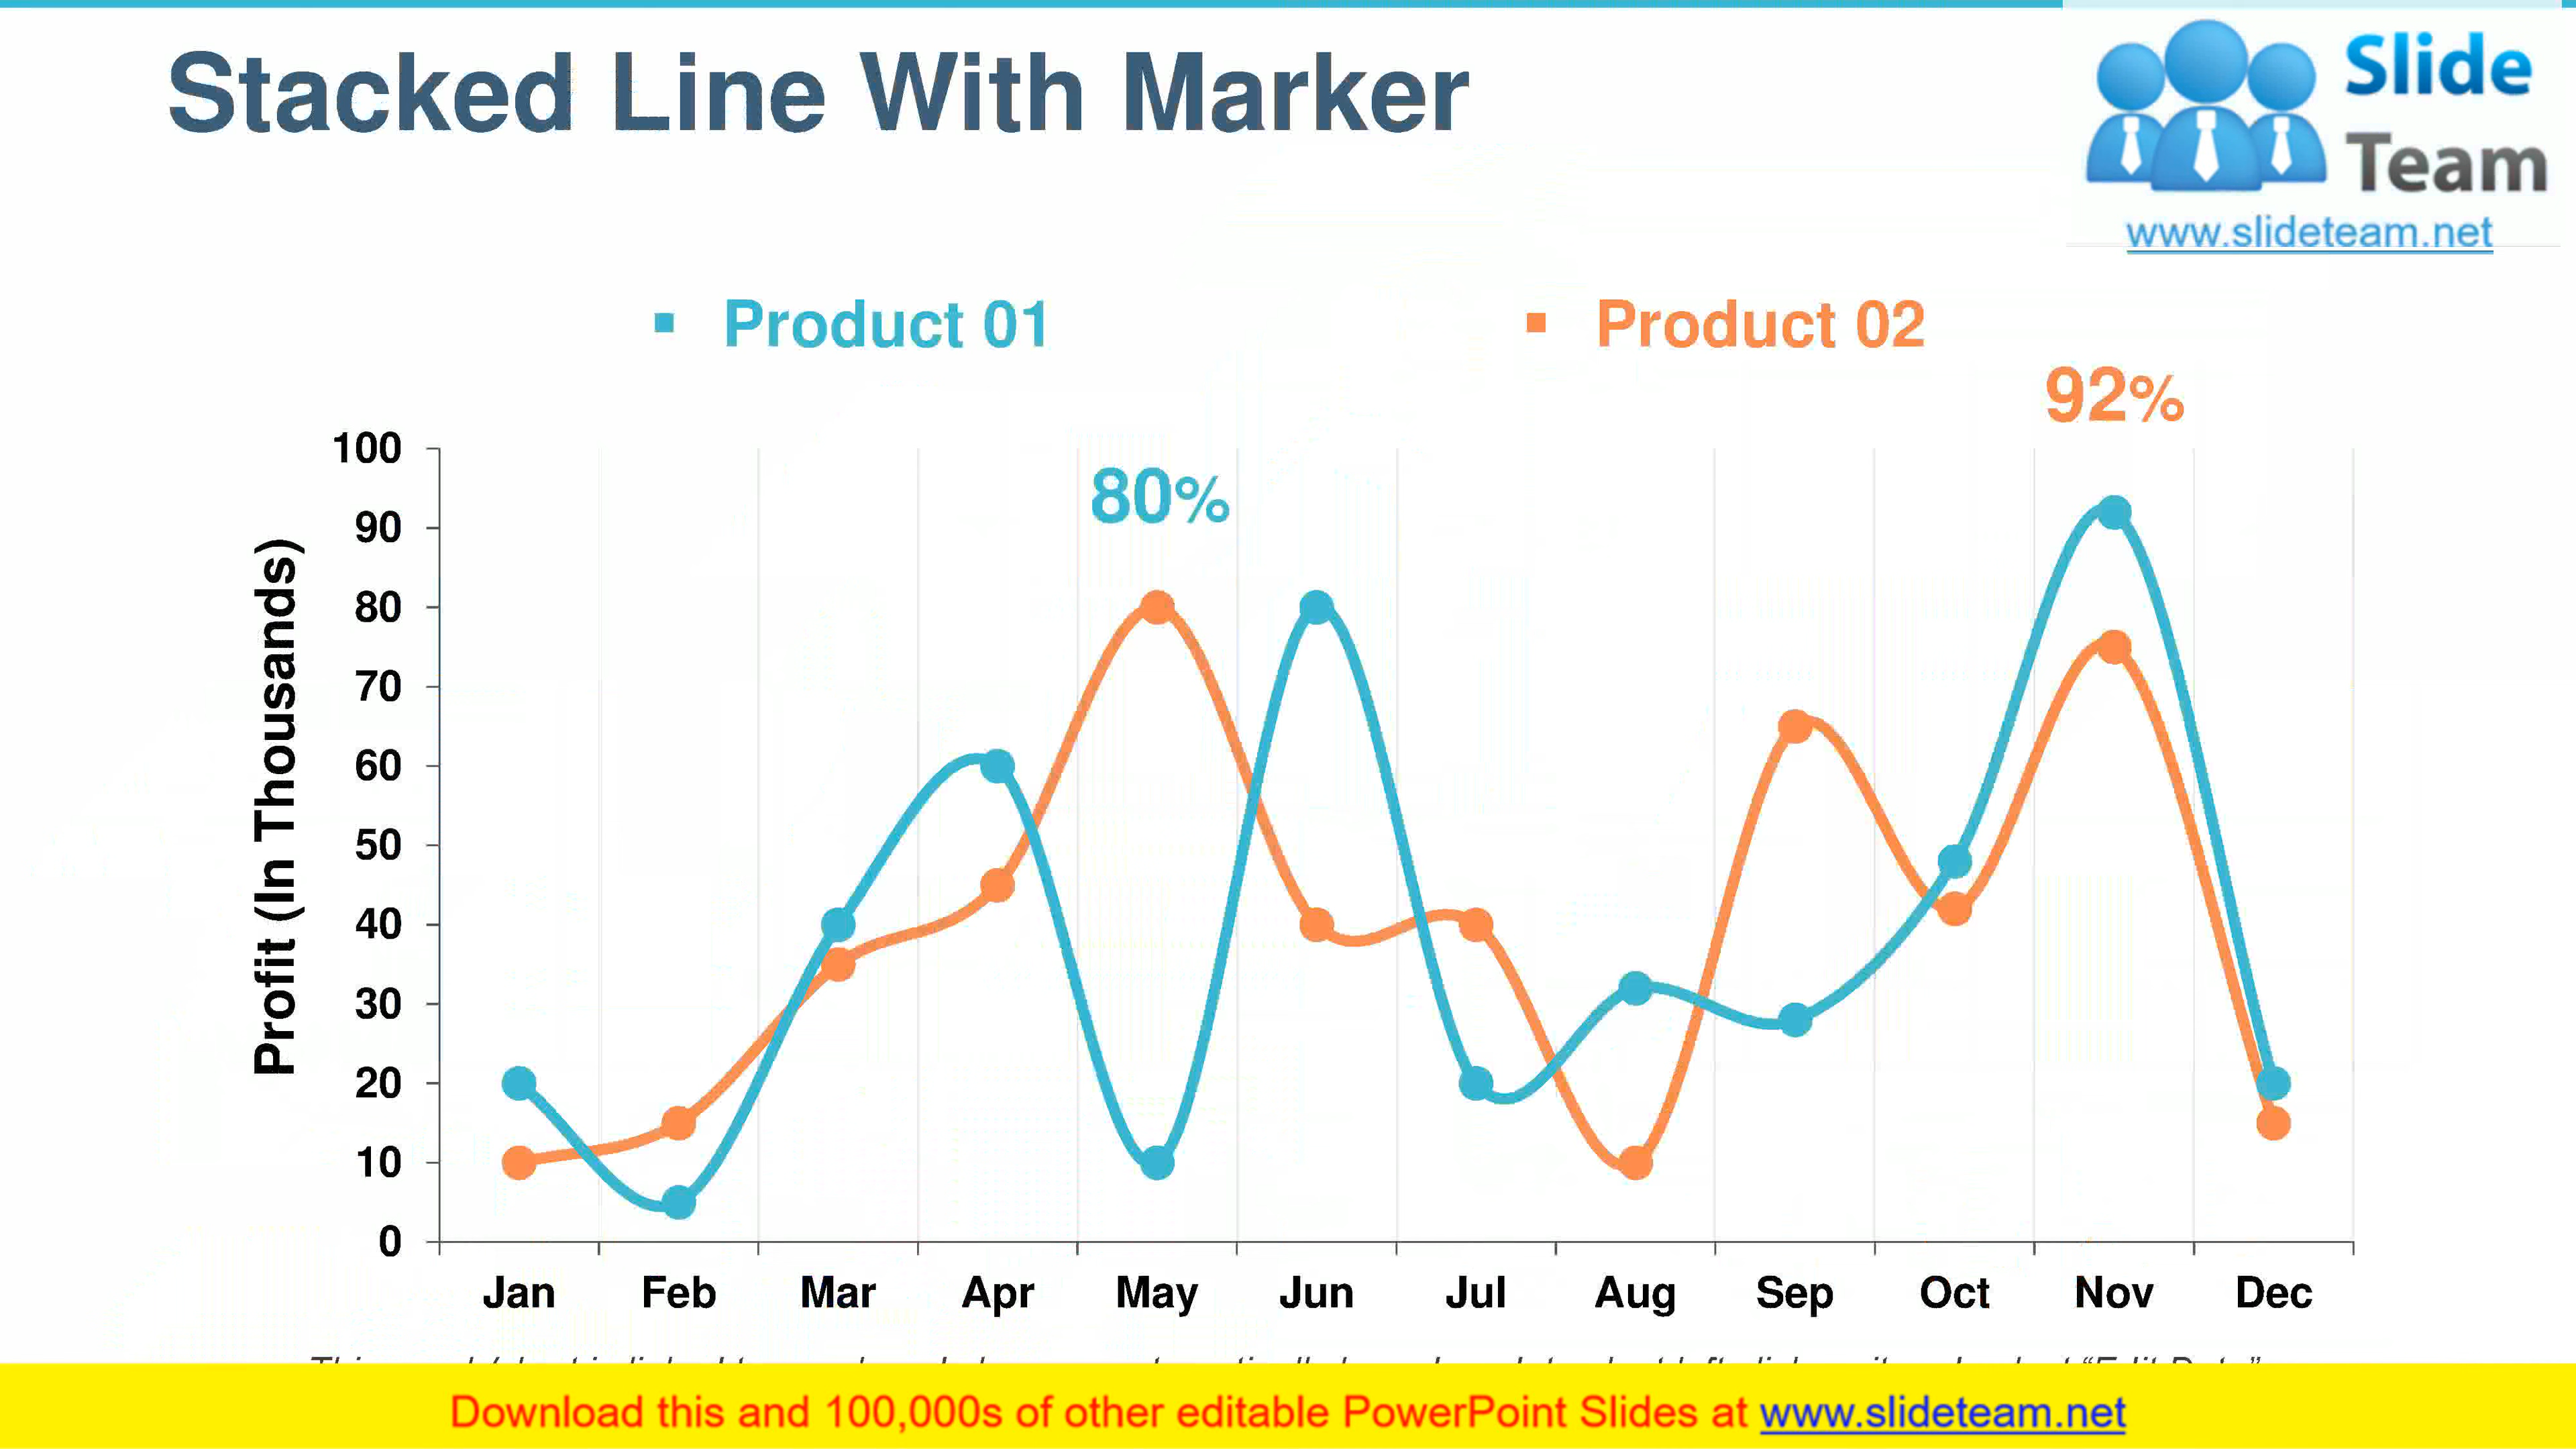 Stacked Line With Marker
Slide
Team
www.slideteam.net
▪ Product 01
▪ Product 02
92%
80%
Profit (In Thousands)
100
90
80
70
60
50
40
30
20
10
0
Jan Feb Mar Apr May Jun Jul Aug Sep Oct Nov Dec
Download this and 100,000s of other editable PowerPoint Slides at www.slideteam.net